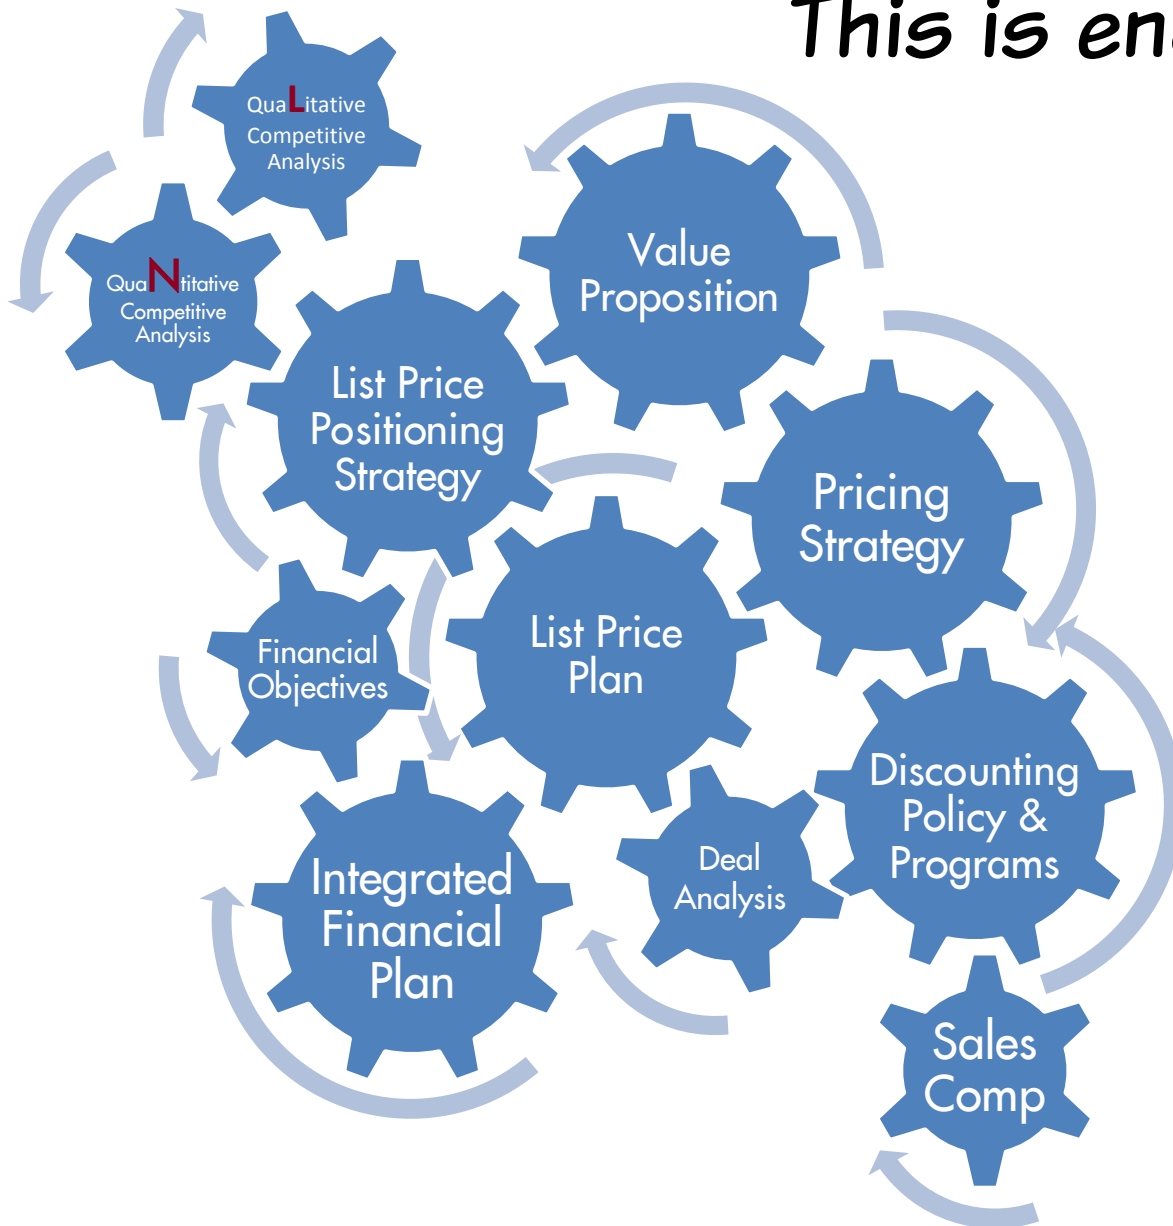 This is en
QuaLitative
Competitive
Analysis
QuaNtitative
Competitive
Analysis
Value
Proposition
List Price
Positioning
Strategy
Pricing
Strategy
Financial
Objectives
List Price
Plan
Discounting
Policy &
Programs
Deal
Analysis
Integrated
Financial
Plan
Sales
Comp